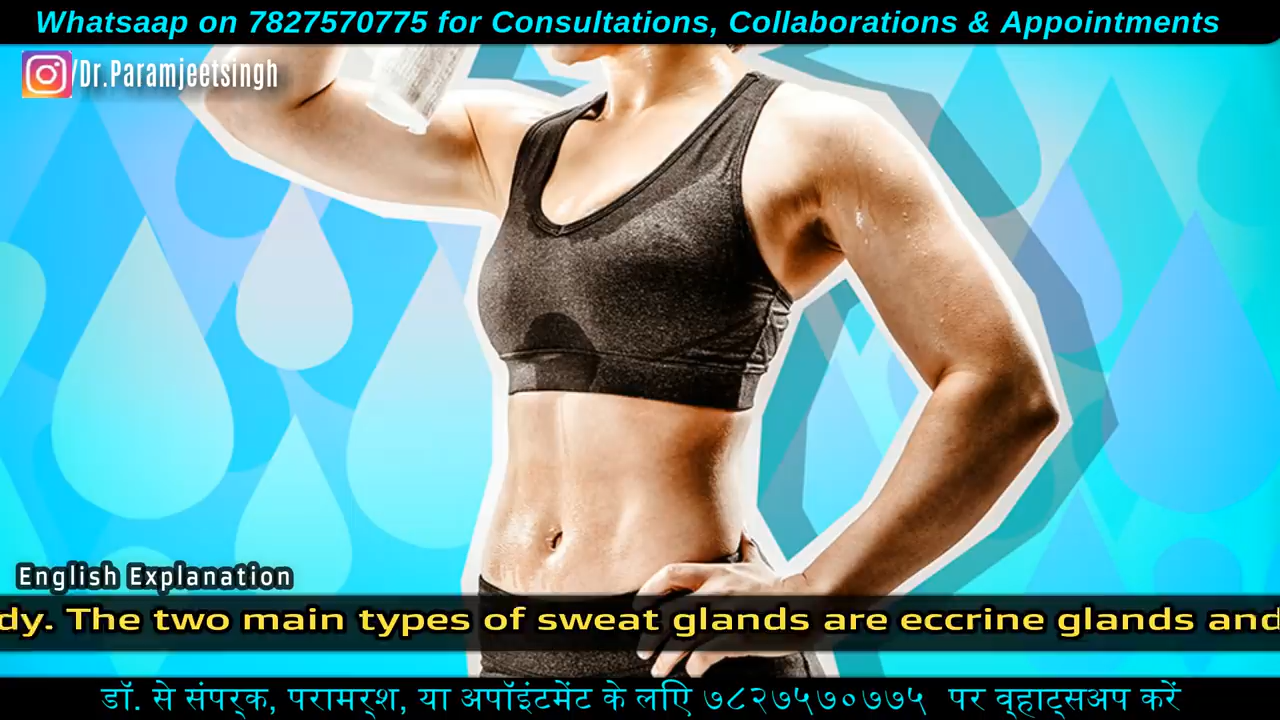 Whatsaap on 7827570775 for Consultations, Collaborations & Appointments
/Dr.Paramjeetsingh
English Explanation
dy. The two main types of sweat glands are eccrine glands and
डॉ. से संपर्क, परामर्श, या अपॉइंटमेंट के लिए ७८२७५७०७७५ पर व्हाट्सअप करें